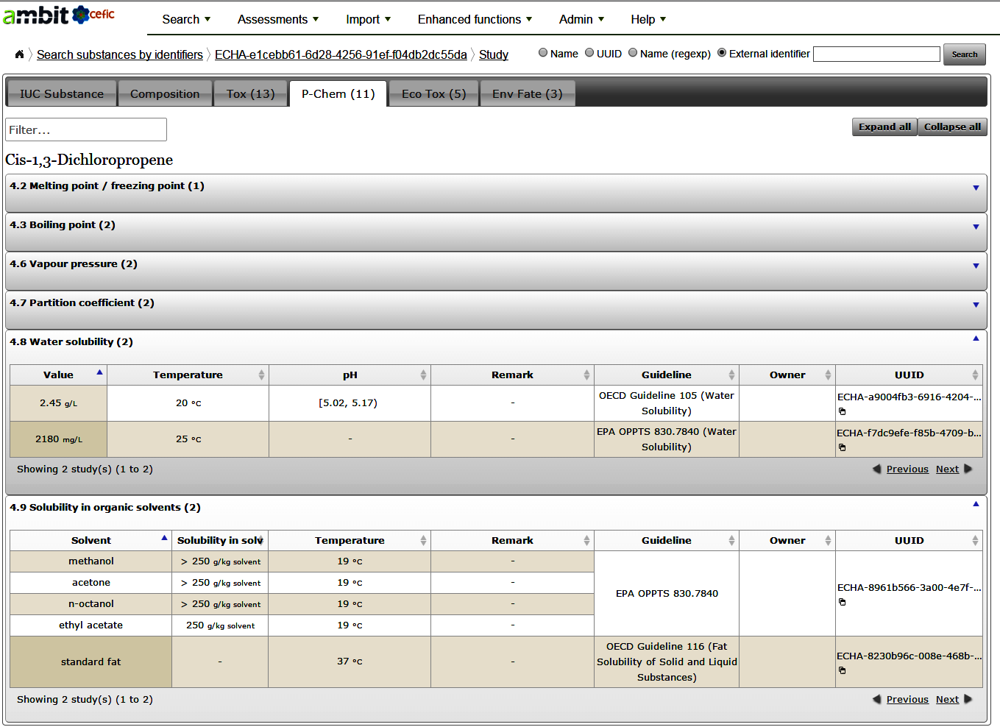 ambit cefic
Search Assessments Import Enhanced functions Admin Help
Search substances by identifiers ECHA-e1cebb61-6d28-4256-91ef-f04db2dc55da Study Name UUID Name (regexp) External identifier Search
IUC Substance Composition Tox (13) P-Chem (11) Eco Tox (5) Env Fate (3)
Filter... Expand all Collapse all
Cis-1,3-Dichloropropene
4.2 Melting point / freezing point (1)
4.3 Boiling point (2)
4.6 Vapour pressure (2)
4.7 Partition coefficient (2)
4.8 Water solubility (2)
Value Temperature pH Remark Guideline Owner UUID
2.45 g/L 20 °C [5.02, 5.17) - OECD Guideline 105 (Water Solubility) ECHA-a9004fb3-6916-4204-...
2180 mg/L 25 °C - - EPA OPPTS 830.7840 (Water Solubility) ECHA-f7dc9efe-f85b-4709-b...
Showing 2 study(s) (1 to 2) Previous Next
4.9 Solubility in organic solvents (2)
Solvent Solubility in solv Temperature Remark Guideline Owner UUID
methanol > 250 g/kg solvent 19 °C -
acetone > 250 g/kg solvent 19 °C -
EPA OPPTS 830.7840 ECHA-8961b566-3a00-4e7f-...
n-octanol > 250 g/kg solvent 19 °C -
ethyl acetate 250 g/kg solvent 19 °C -
standard fat - 37 °C - OECD Guideline 116 (Fat Solubility of Solid and Liquid Substances) ECHA-8230b96c-008e-468b-...
Showing 2 study(s) (1 to 2) Previous Next